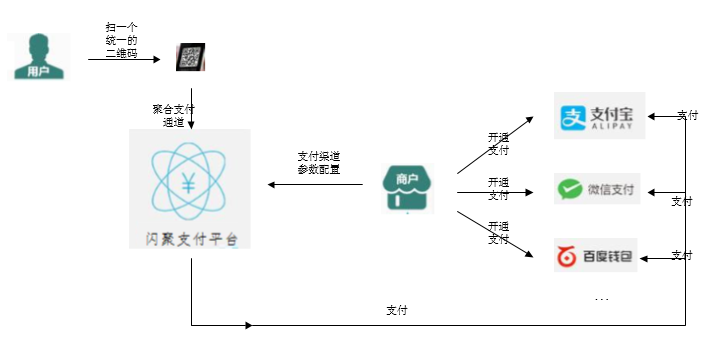 扫一个
统一的
二维码
用户
聚合支付
通道
支付渠道
参数配置
闪聚支付平台
商户
开通
支付
开通
支付
开通
支付
支付宝
ALIPAY
微信支付
百度钱包
...
支付
支付
支付
支付